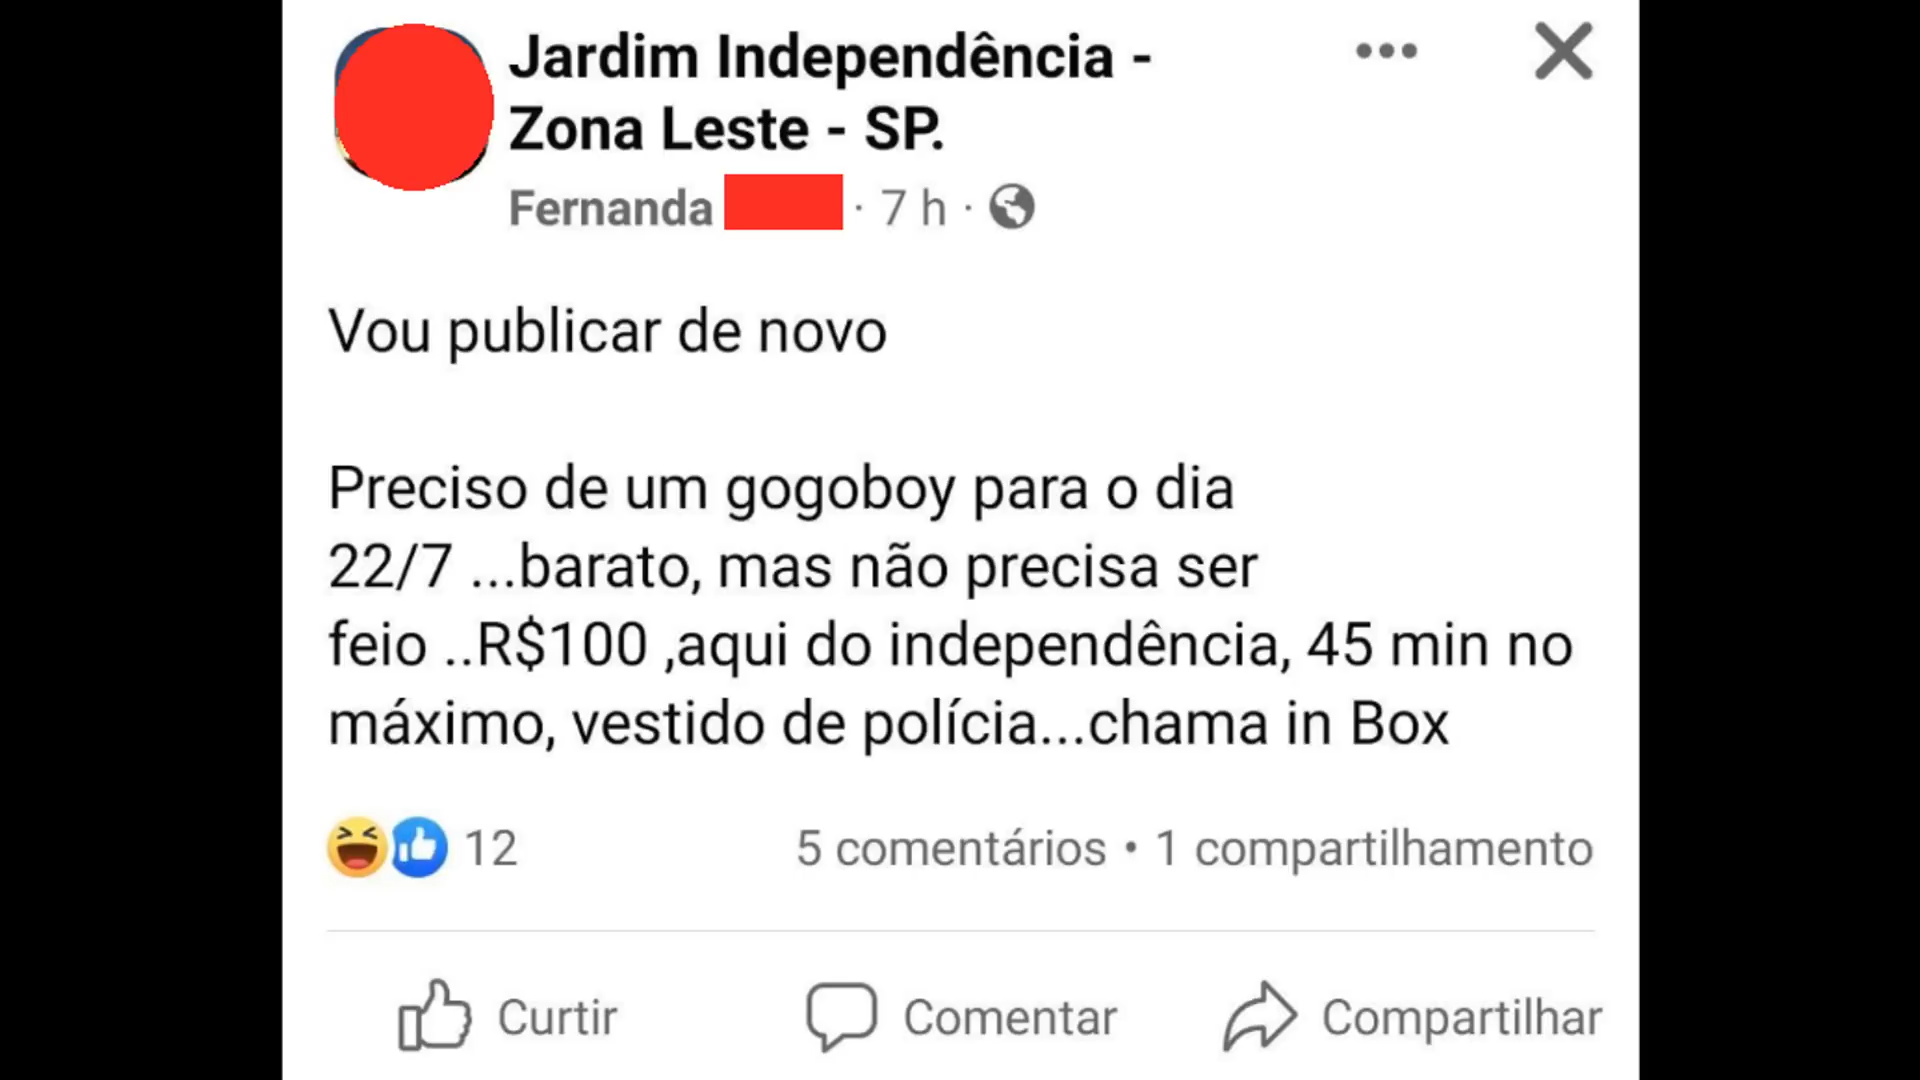 Jardim Independência -
Zona Leste - SP.
Fernanda · 7 h ·
Vou publicar de novo
Preciso de um gogoboy para o dia
22/7 ...barato, mas não precisa ser
feio ..R$100 ,aqui do independência, 45 min no
máximo, vestido de polícia...chama in Box
12 5 comentários • 1 compartilhamento
Curtir Comentar Compartilhar